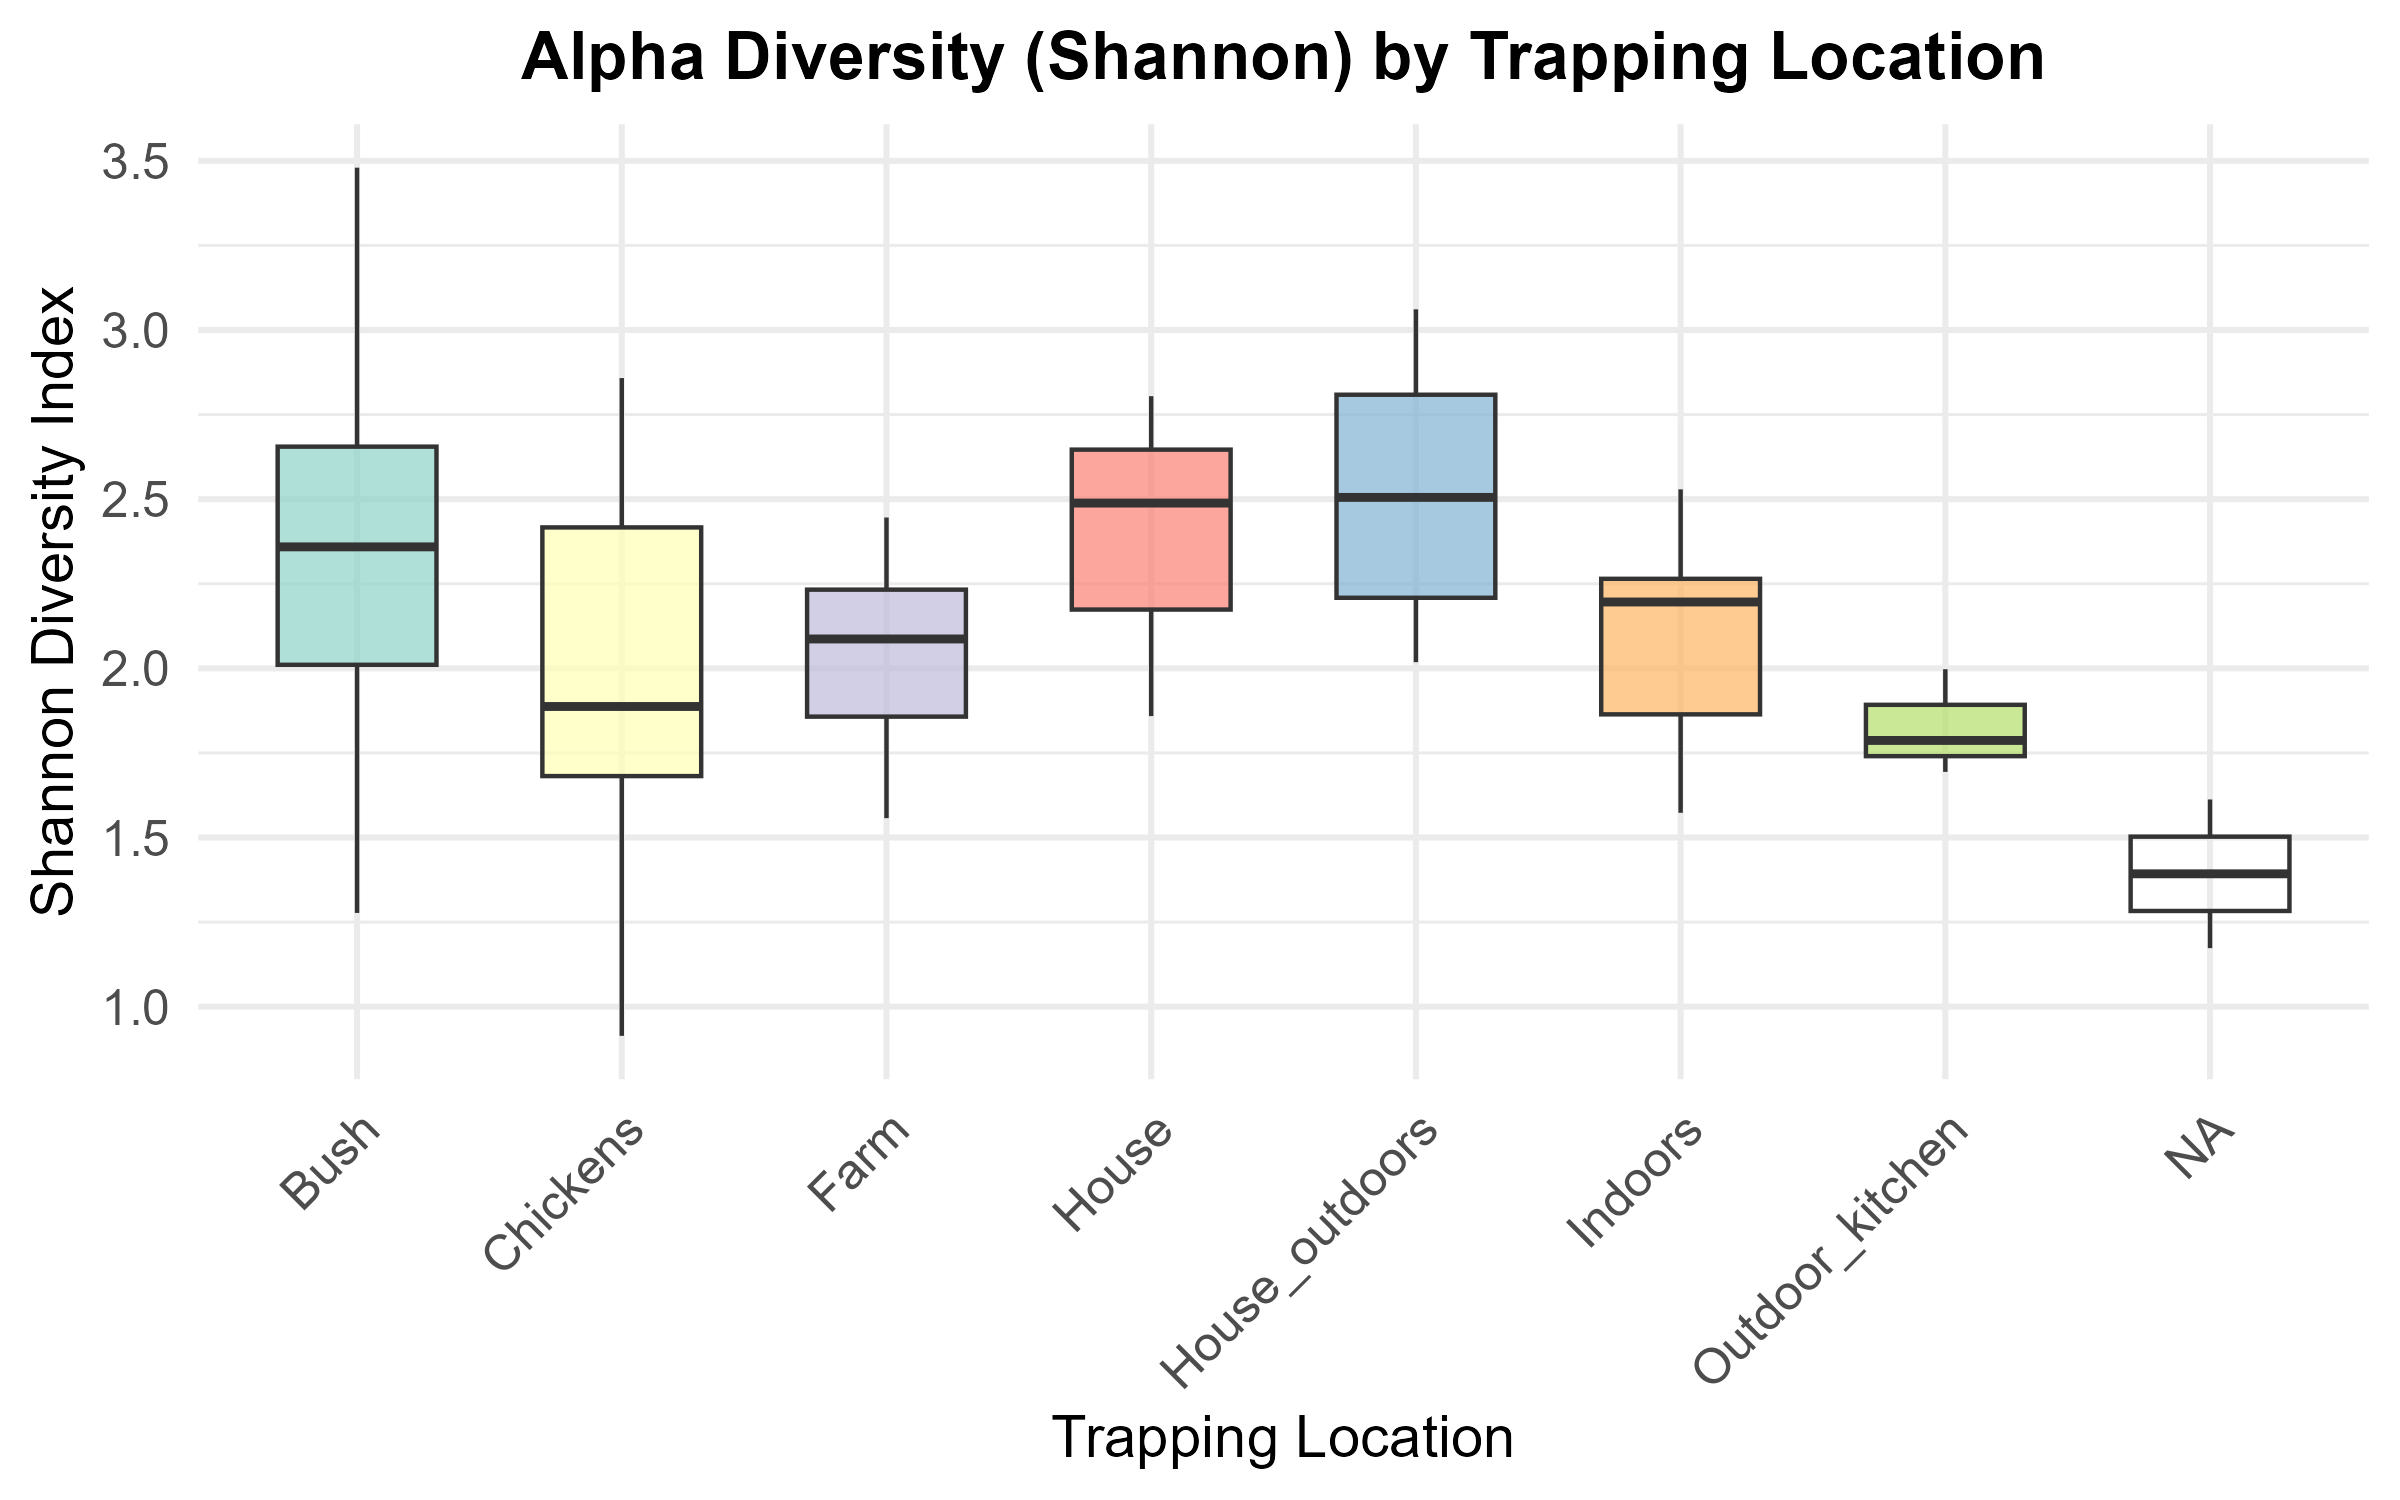 Alpha Diversity (Shannon) by Trapping Location
Shannon Diversity Index
3.5
3.0
2.5
2.0
1.5
1.0
Bush
Chickens
Farm
House
House_outdoors
Indoors
Outdoor_kitchen
NA
Trapping Location